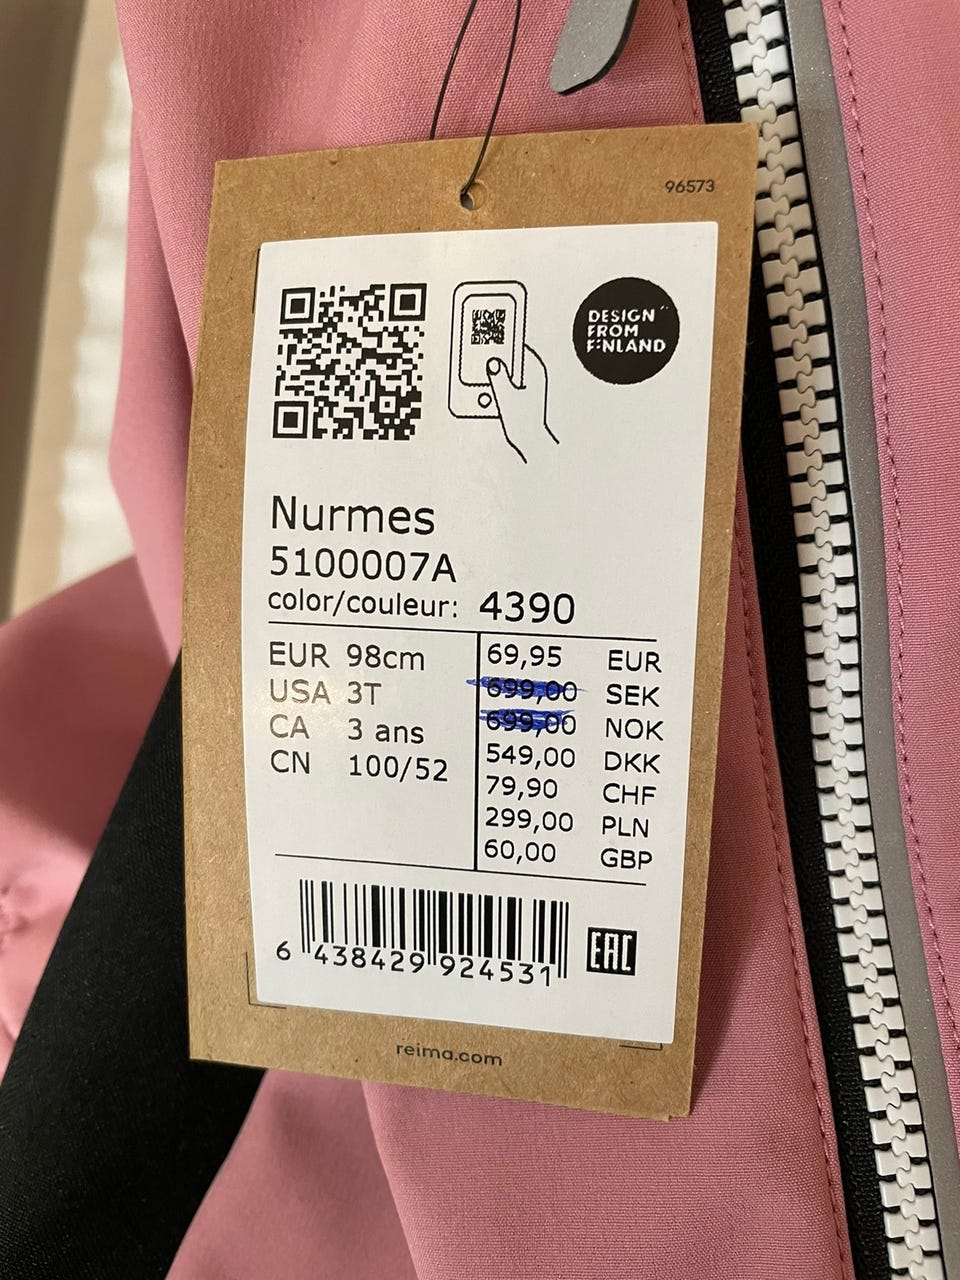 96573
DESIGN
FROM
FINLAND
Nurmes
5100007A
color/couleur: 4390
EUR 98cm
USA 3T
CA 3 ans
CN 100/52
69,95 EUR
699,00 SEK
699,00 NOK
549,00 DKK
79,90 CHF
299,00 PLN
60,00 GBP
6 438429 924531
EAC
reima.com